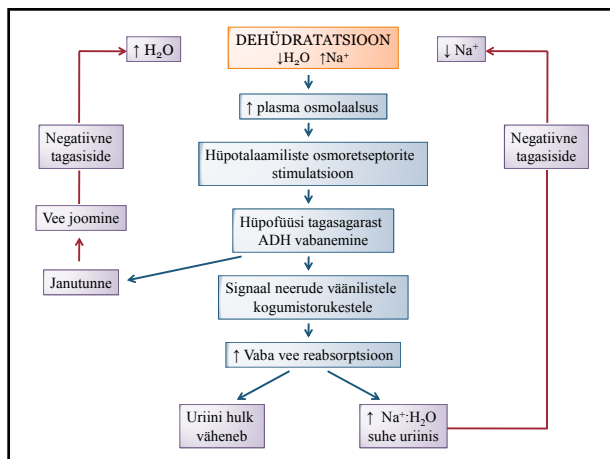 ↑ H₂O
DEHÜDRATATSIOON
↓H₂O ↑Na⁺
↓ Na⁺
↑ plasma osmolaalsus
Negatiivne
tagasiside
Hüpotalaamiliste osmoretseptorite
stimulatsioon
Negatiivne
tagasiside
Vee joomine
Hüpofüüsi tagasagarast
ADH vabanemine
Janutunne
Signaal neerude väänilistele
kogumistorukestele
↑ Vaba vee reabsorptsioon
Uriini hulk
väheneb
↑ Na⁺:H₂O
suhe uriinis